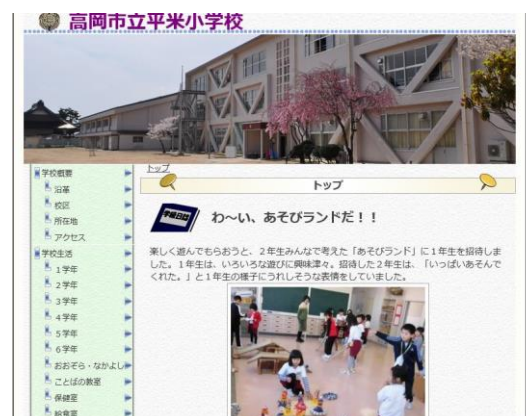 高岡市立平米小学校
トップ
学校概要
沿革
校区
所在地
アクセス
学校生活
1学年
2学年
3学年
4学年
5学年
6学年
おおぞら・なかよし
ことばの教室
保健室
給食室
トップ
学級日誌
わ～い、あそびランドだ！！
楽しく遊んでもらおうと、２年生みんなで考えた「あそびランド」に１年生を招待しま
した。１年生は、いろいろな遊びに興味津々。招待した２年生は、「いっぱいあそんで
くれた。」と１年生の様子にうれしそうな表情をしていました。